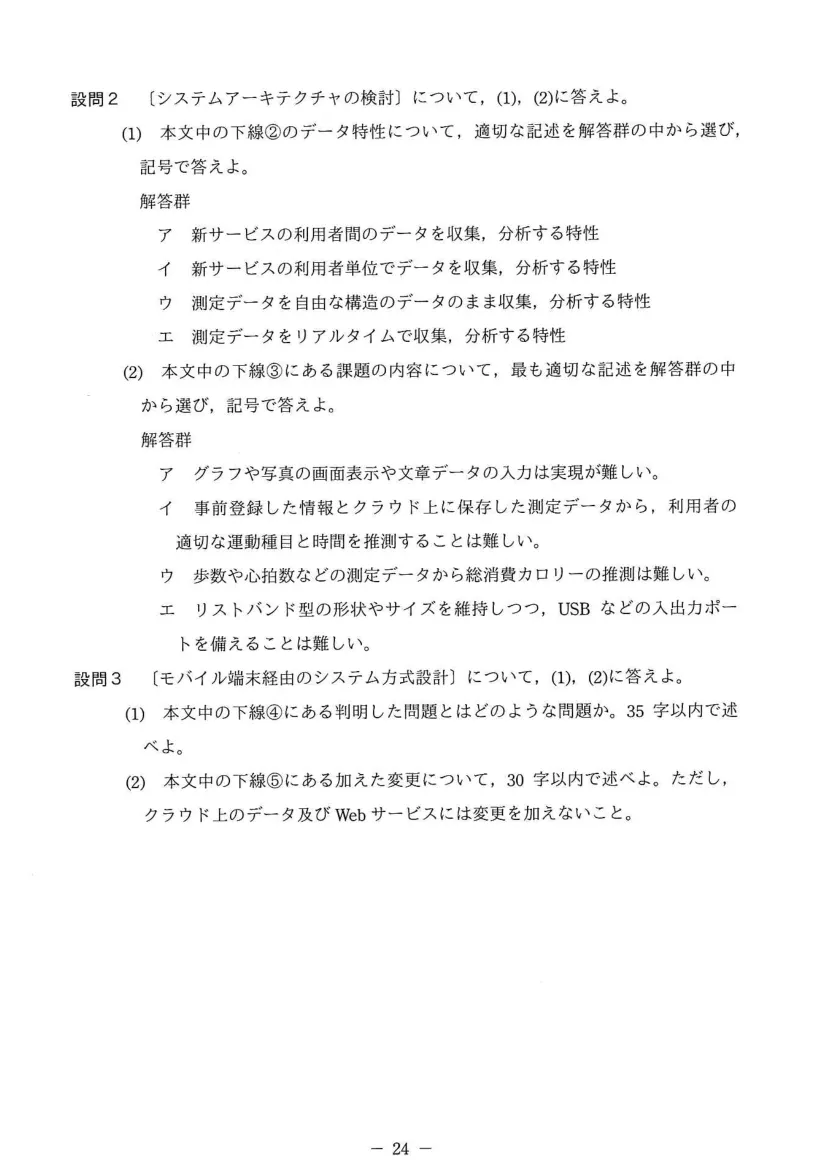 設問2　〔システムアーキテクチャの検討〕について，(1)，(2)に答えよ。
(1)　本文中の下線②のデータ特性について，適切な記述を解答群の中から選び，
記号で答えよ。
解答群
ア　新サービスの利用者間のデータを収集，分析する特性
イ　新サービスの利用者単位でデータを収集，分析する特性
ウ　測定データを自由な構造のデータのまま収集，分析する特性
エ　測定データをリアルタイムで収集，分析する特性
(2)　本文中の下線③にある課題の内容について，最も適切な記述を解答群の中
から選び，記号で答えよ。
解答群
ア　グラフや写真の画面表示や文章データの入力は実現が難しい。
イ　事前登録した情報とクラウド上に保存した測定データから，利用者の
適切な運動種目と時間を推測することは難しい。
ウ　歩数や心拍数などの測定データから総消費カロリーの推測は難しい。
エ　リストバンド型の形状やサイズを維持しつつ，USB などの入出力ポー
トを備えることは難しい。
設問3　〔モバイル端末経由のシステム方式設計〕について，(1)，(2)に答えよ。
(1)　本文中の下線④にある判明した問題とはどのような問題か。35 字以内で述
べよ。
(2)　本文中の下線⑤にある加えた変更について，30 字以内で述べよ。ただし，
クラウド上のデータ及び Web サービスには変更を加えないこと。
－ 24 －